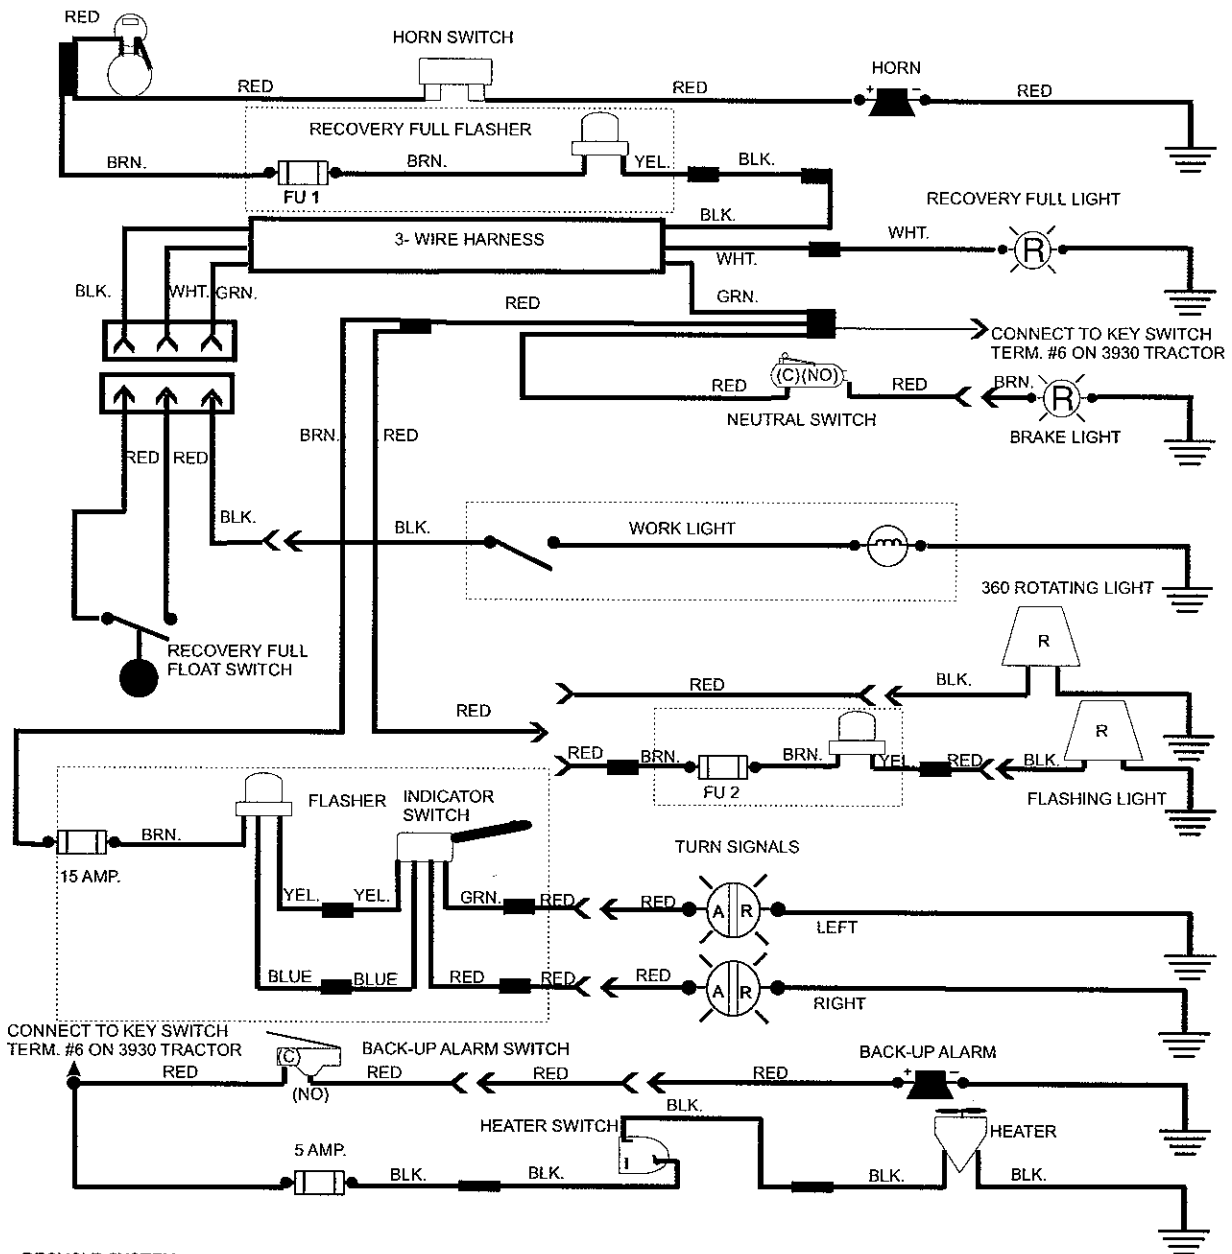 RED
HORN SWITCH
HORN
RED
RED
+
−
RED
RECOVERY FULL FLASHER
BRN.
BRN.
YEL.
BLK.
FU 1
RECOVERY FULL LIGHT
BLK.
3- WIRE HARNESS
WHT.
R
WHT.
BLK.
WHT.
GRN.
RED
GRN.
CONNECT TO KEY SWITCH
TERM. #6 ON 3930 TRACTOR
(C)(NO)
RED
RED
BRN.
R
NEUTRAL SWITCH
BRAKE LIGHT
BRN.
RED
RED
RED
BLK.
BLK.
WORK LIGHT
360 ROTATING LIGHT
R
RECOVERY FULL
FLOAT SWITCH
RED
BLK.
RED
R
RED
BRN.
BRN.
YEL.
RED
BLK.
FU 2
FLASHING LIGHT
FLASHER
INDICATOR
SWITCH
BRN.
TURN SIGNALS
15 AMP.
YEL.
YEL.
GRN.
RED
RED
A
R
LEFT
BLUE
BLUE
RED
RED
RED
A
R
RIGHT
CONNECT TO KEY SWITCH
TERM. #6 ON 3930 TRACTOR
BACK-UP ALARM SWITCH
BACK-UP ALARM
RED
(C)
RED
RED
RED
+
−
(NO)
BLK.
HEATER SWITCH
HEATER
5 AMP.
BLK.
BLK.
BLK.
BLK.